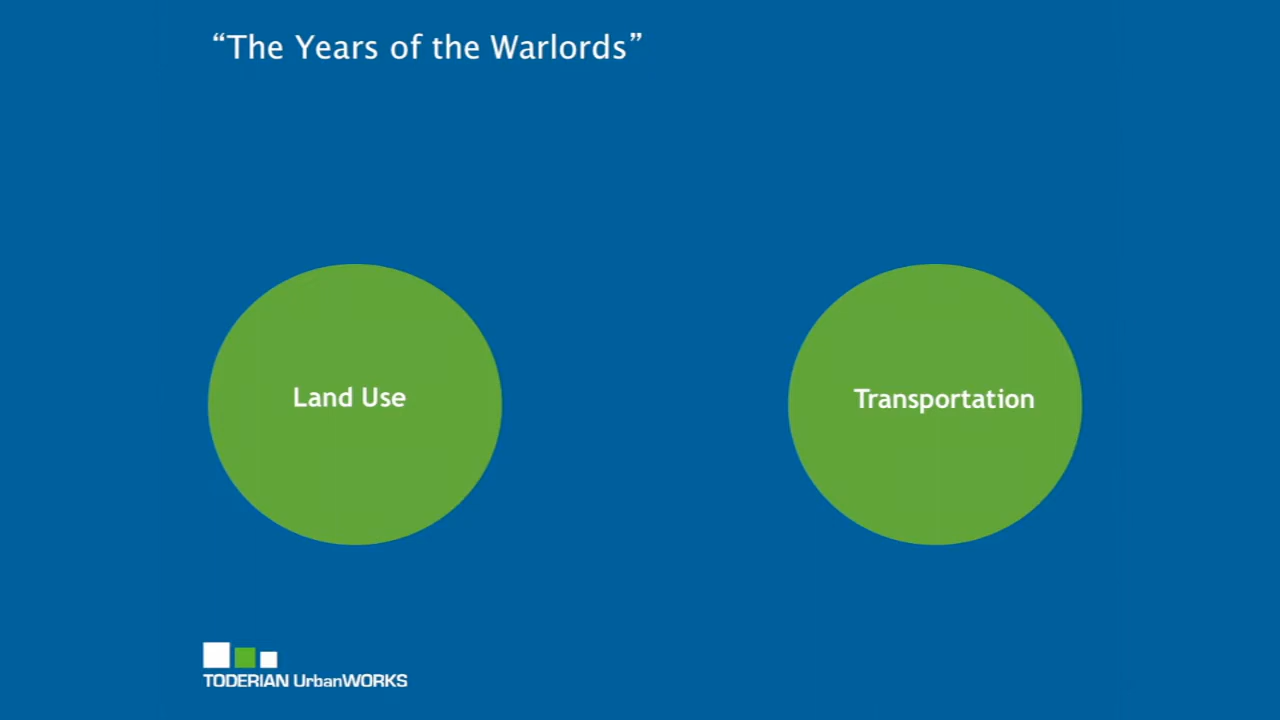 “The Years of the Warlords”
Land Use
Transportation
TODERIAN UrbanWORKS